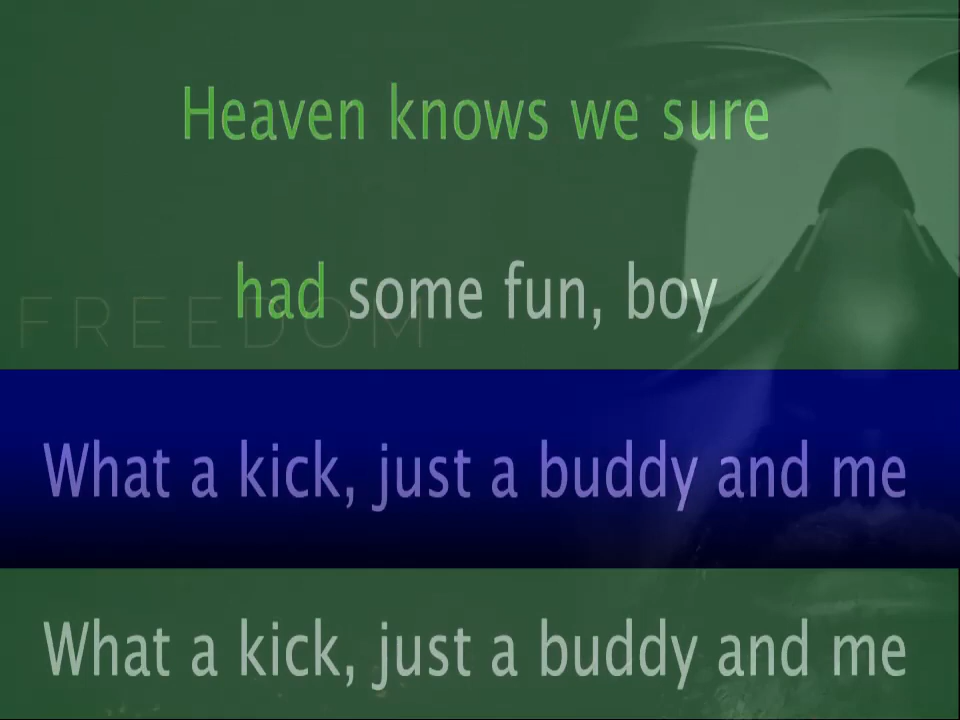 Heaven knows we sure
had some fun, boy
FREEDOM
What a kick, just a buddy and me
What a kick, just a buddy and me